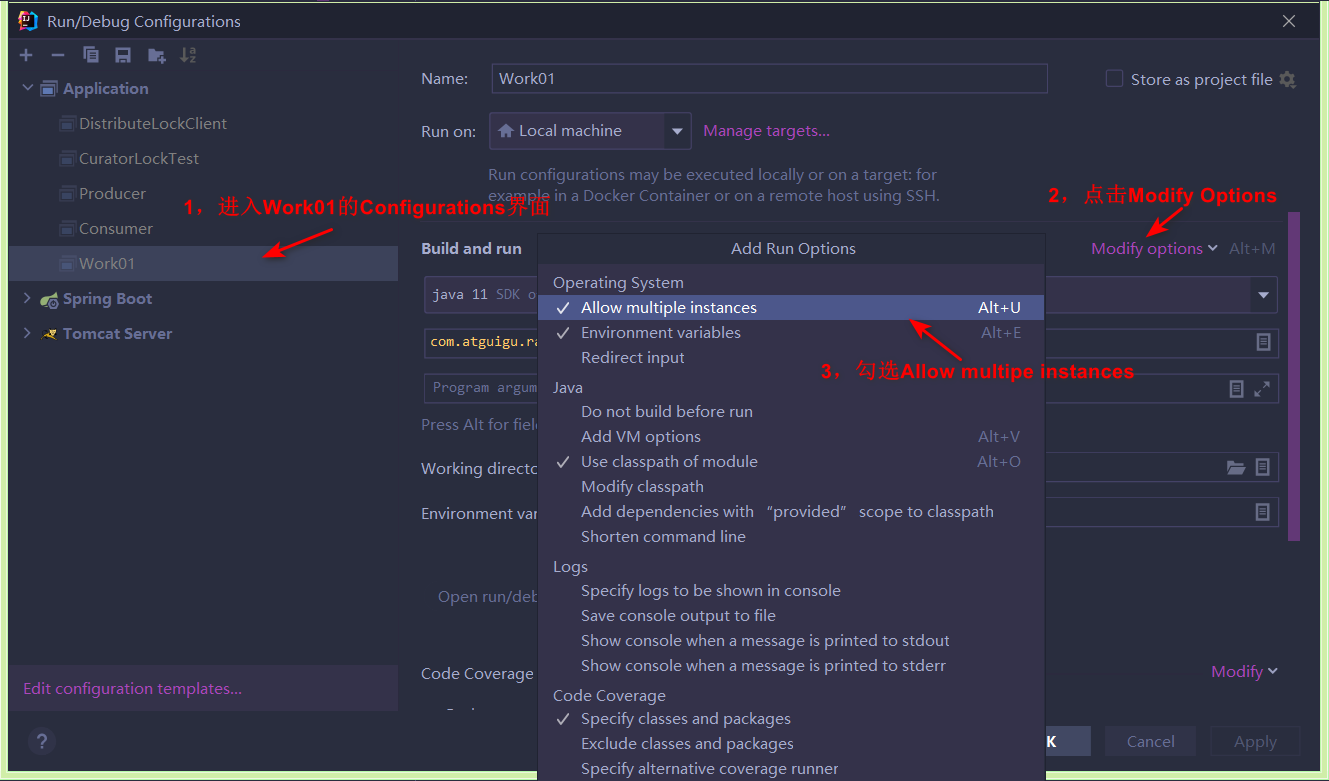 Run/Debug Configurations
Application
DistributeLockClient
CuratorLockTest
Producer
Consumer
Work01
Spring Boot
Tomcat Server
Edit configuration templates...
?
Name:
Work01
Store as project file
Run on:
Local machine
Manage targets...
Run configurations may be executed locally or on a target: for
example in a Docker Container or on a remote host using SSH.
1，进入Work01的Configurations界面
2，点击Modify Options
Build and run
Modify options
Alt+M
java 11 SDK o
com.atguigu.ra
Program argum
Press Alt for fiel
Working directo
Environment var
Open run/deb
Code Coverage
Modify
Add Run Options
Operating System
Allow multiple instances Alt+U
Environment variables Alt+E
Redirect input
3，勾选Allow multipe instances
Java
Do not build before run
Add VM options Alt+V
Use classpath of module Alt+O
Modify classpath
Add dependencies with “provided” scope to classpath
Shorten command line
Logs
Specify logs to be shown in console
Save console output to file
Show console when a message is printed to stdout
Show console when a message is printed to stderr
Code Coverage
Specify classes and packages
Exclude classes and packages
Specify alternative coverage runner
K
Cancel
Apply